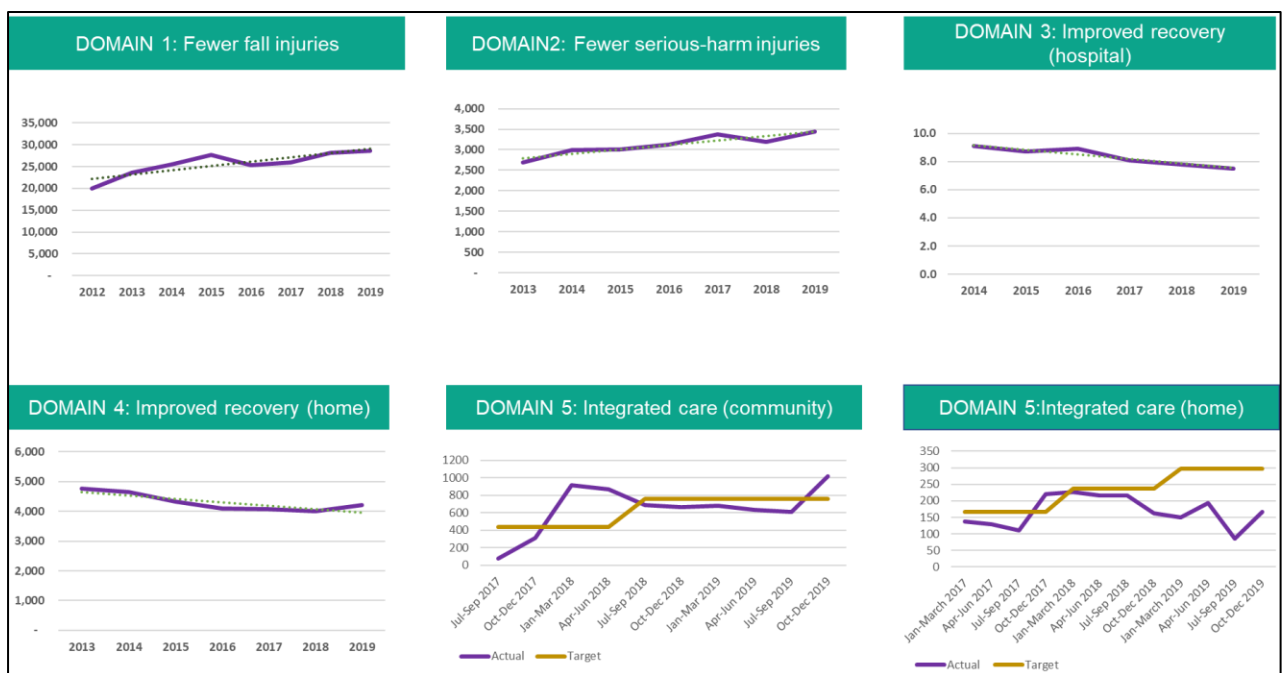 DOMAIN 1: Fewer fall injuries
35,000
30,000
25,000
20,000
15,000
10,000
5,000
-
2012 2013 2014 2015 2016 2017 2018 2019
DOMAIN2: Fewer serious-harm injuries
4,000
3,500
3,000
2,500
2,000
1,500
1,000
500
-
2013 2014 2015 2016 2017 2018 2019
DOMAIN 3: Improved recovery
(hospital)
10.0
8.0
6.0
4.0
2.0
0.0
2014 2015 2016 2017 2018 2019
DOMAIN 4: Improved recovery (home)
6,000
5,000
4,000
3,000
2,000
1,000
-
2013 2014 2015 2016 2017 2018 2019
DOMAIN 5: Integrated care (community)
1200
1000
800
600
400
200
0
Jul-Sep 2017
Oct-Dec 2017
Jan-Mar 2018
Apr-Jun 2018
Jul-Sep 2018
Oct-Dec 2018
Jan-Mar 2019
Apr-Jun 2019
Jul-Sep 2019
Oct-Dec 2019
Actual Target
DOMAIN 5:Integrated care (home)
350
300
250
200
150
100
50
0
Jan-March 2017
Apr-Jun 2017
Jul-Sep 2017
Oct-Dec 2017
Jan-March 2018
Apr-Jun 2018
Jul-Sep 2018
Oct-Dec 2018
Jan-March 2019
Apr-Jun 2019
Jul-Sep 2019
Oct-Dec 2019
Actual Target